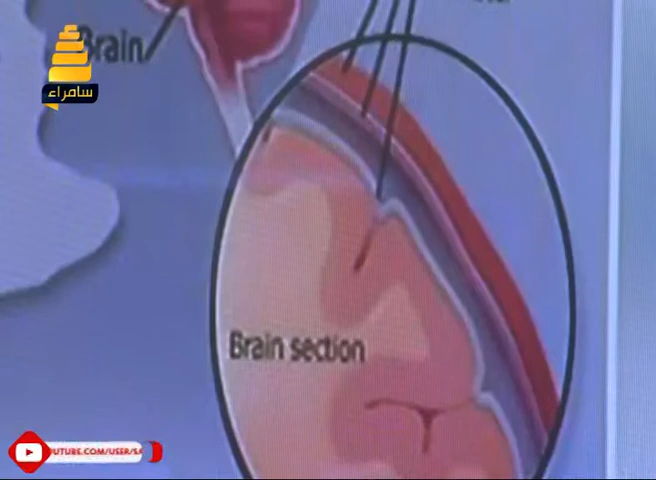 Brain
سامراء
Brain section
UTUBE.COM/USER/SA